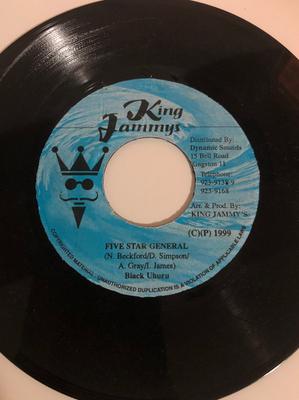 King
Jammys
Distributed By:
Dynamic Sounds
15 Bell Road
Kingston 11
Telephone:
923-9138-9
923-9168
Arr. & Prod. By:
KING JAMMY'S
(C)(P) 1999
FIVE STAR GENERAL
(N. Beckford/D. Simpson/
A. Gray/I. James)
Black Uhuru
COPYRIGHTED MATERIAL - UNAUTHORIZED DUPLICATION IS A VIOLATION OF APPLICABLE LAWS